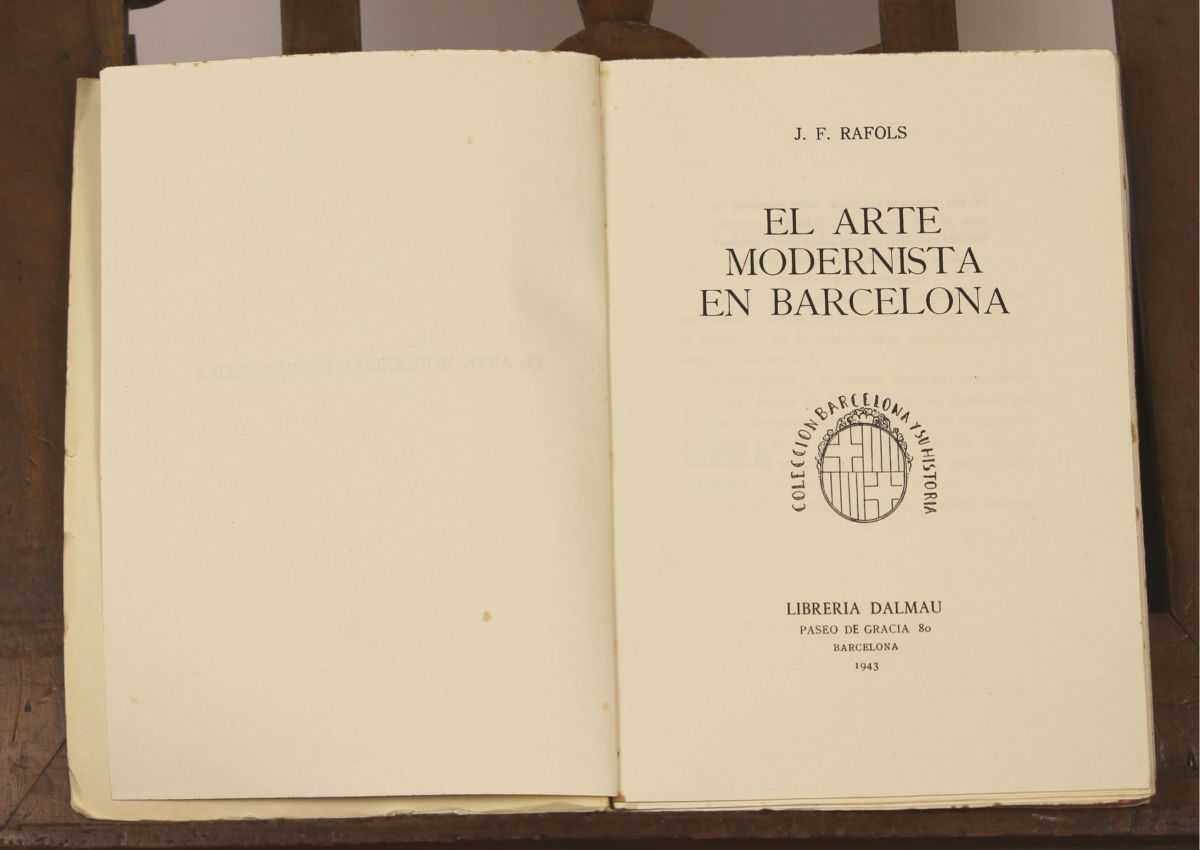 J. F. RAFOLS
EL ARTE
MODERNISTA
EN BARCELONA
COLECCION BARCELONA Y SU HISTORIA
LIBRERIA DALMAU
PASEO DE GRACIA 80
BARCELONA
1943